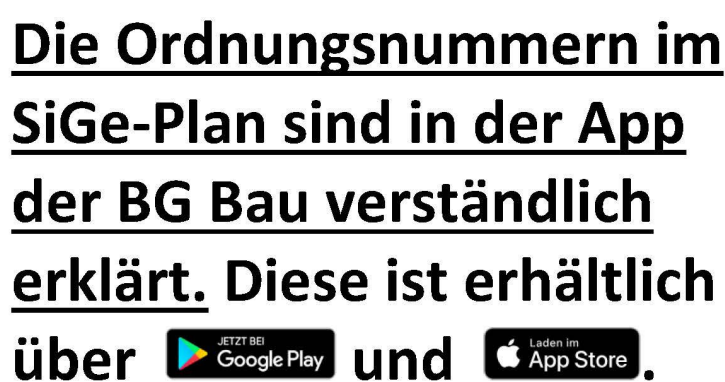 Die Ordnungsnummern im
SiGe-Plan sind in der App
der BG Bau verständlich
erklärt. Diese ist erhältlich
über JETZT BEI Google Play und Laden im App Store.